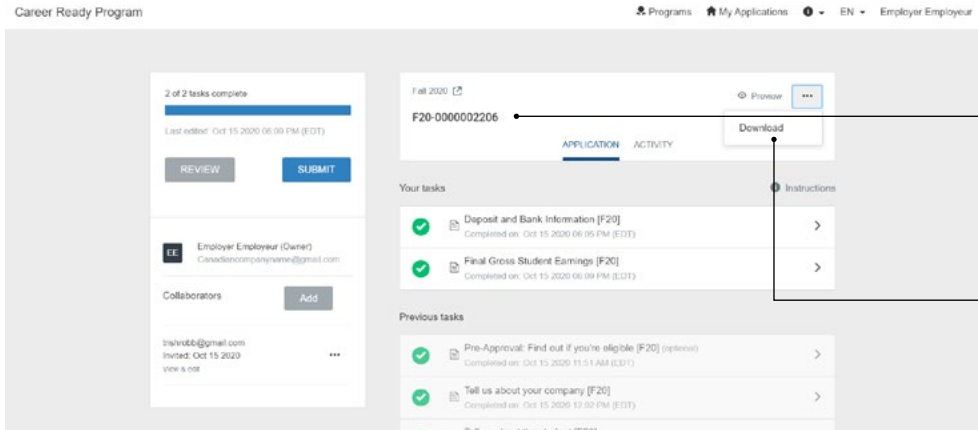 Career Ready Program
Programs My Applications EN Employer Employeur
2 of 2 tasks complete
Last edited: Oct 15 2020 06:09 PM (EDT)
REVIEW SUBMIT
EE
Employer Employeur (Owner)
Canadiancompanyname@gmail.com
Collaborators Add
trishrobb@gmail.com
Invited: Oct 15 2020
View & edit
Fall 2020
Preview
F20-0000002206
Download
APPLICATION ACTIVITY
Your tasks Instructions
Deposit and Bank Information [F20]
Completed on: Oct 15 2020 06:05 PM (EDT)
Final Gross Student Earnings [F20]
Completed on: Oct 15 2020 06:09 PM (EDT)
Previous tasks
Pre-Approval: Find out if you're eligible [F20] (optional)
Completed on: Oct 15 2020 11:51 AM (EDT)
Tell us about your company [F20]
Completed on: Oct 15 2020 12:02 PM (EDT)